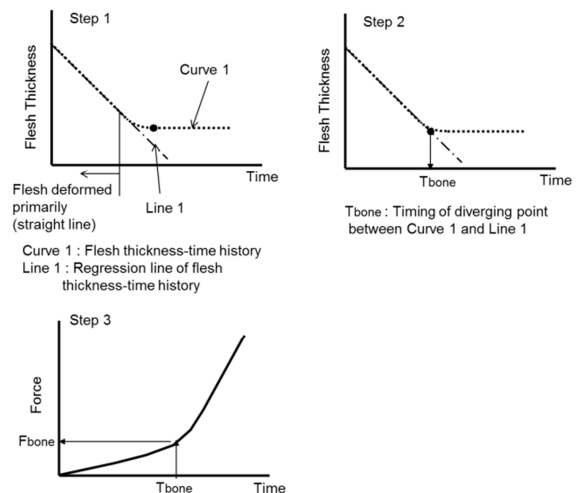 Step 1
Flesh Thickness
Curve 1
Time
Flesh deformed
primarily
(straight line)
Line 1
Curve 1 : Flesh thickness-time history
Line 1 : Regression line of flesh
thickness-time history
Step 2
Flesh Thickness
Tbone
Time
Tbone : Timing of diverging point
between Curve 1 and Line 1
Step 3
Force
Fbone
Tbone
Time